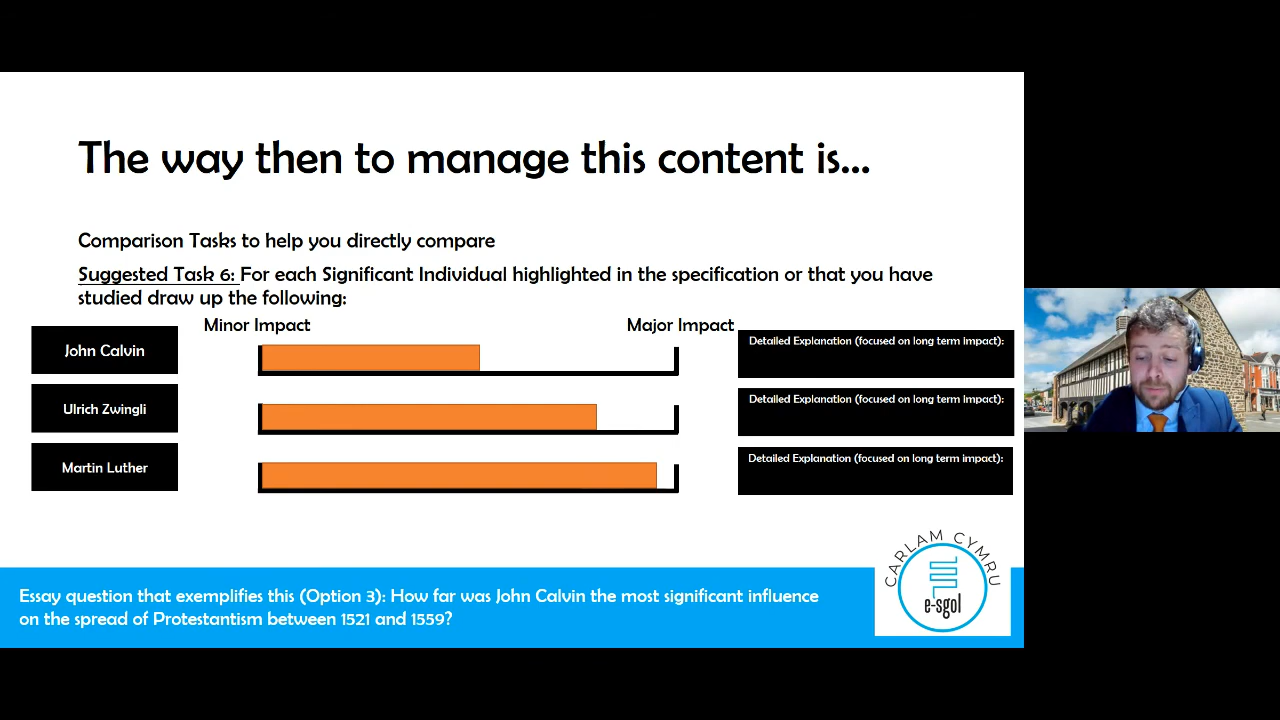 The way then to manage this content is...
Comparison Tasks to help you directly compare
Suggested Task 6: For each Significant Individual highlighted in the specification or that you have
studied draw up the following:
Minor Impact
Major Impact
John Calvin
Detailed Explanation (focused on long term impact):
Ulrich Zwingli
Detailed Explanation (focused on long term impact):
Martin Luther
Detailed Explanation (focused on long term impact):
Essay question that exemplifies this (Option 3): How far was John Calvin the most significant influence
on the spread of Protestantism between 1521 and 1559?
CARLAM CYMRU
e-sgol